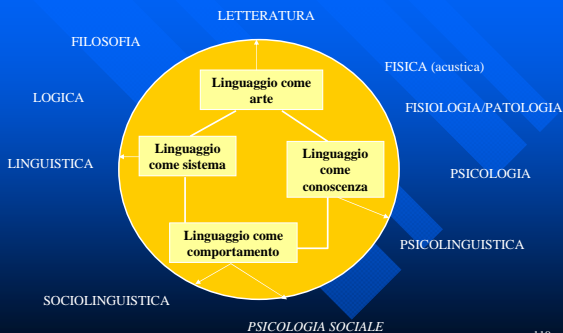 LETTERATURA
FILOSOFIA
FISICA (acustica)
Linguaggio come
arte
LOGICA
FISIOLOGIA/PATOLOGIA
Linguaggio
come sistema
Linguaggio
come
conoscenza
LINGUISTICA
PSICOLOGIA
Linguaggio come
comportamento
PSICOLINGUISTICA
SOCIOLINGUISTICA
PSICOLOGIA SOCIALE